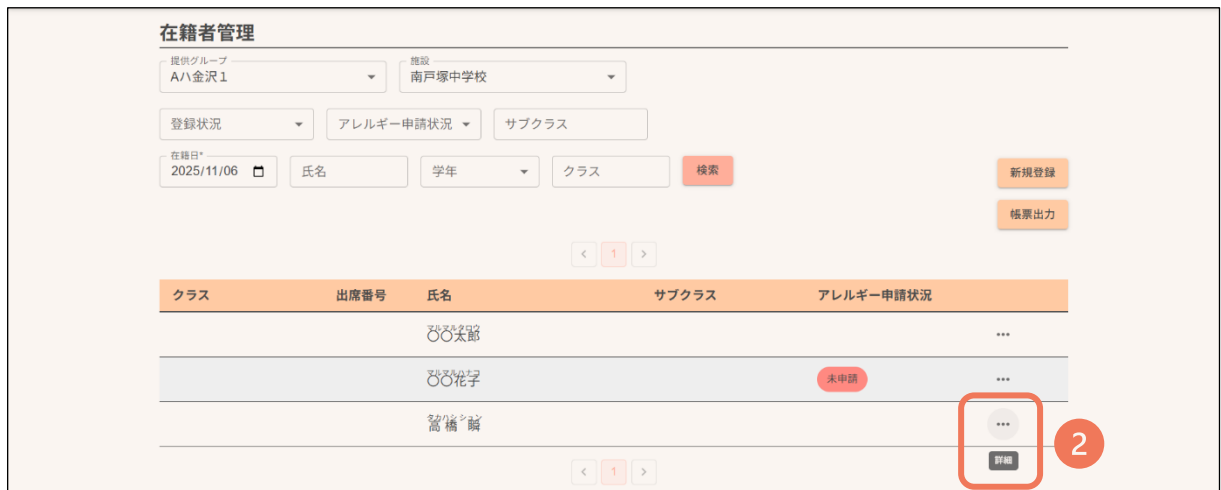 在籍者管理
提供グループ 施設
Aハ金沢１ 南戸塚中学校
登録状況 アレルギー申請状況 サブクラス
在籍日*
2025/11/06 氏名 学年 クラス 検索 新規登録
帳票出力
< 1 >
クラス 出席番号 氏名 サブクラス アレルギー申請状況
マルマルタロウ
〇〇太郎 •••
マルマルハナコ
〇〇花子 未申請 •••
タカハシ シュン
高橋 瞬 •••
2
詳細
< 1 >